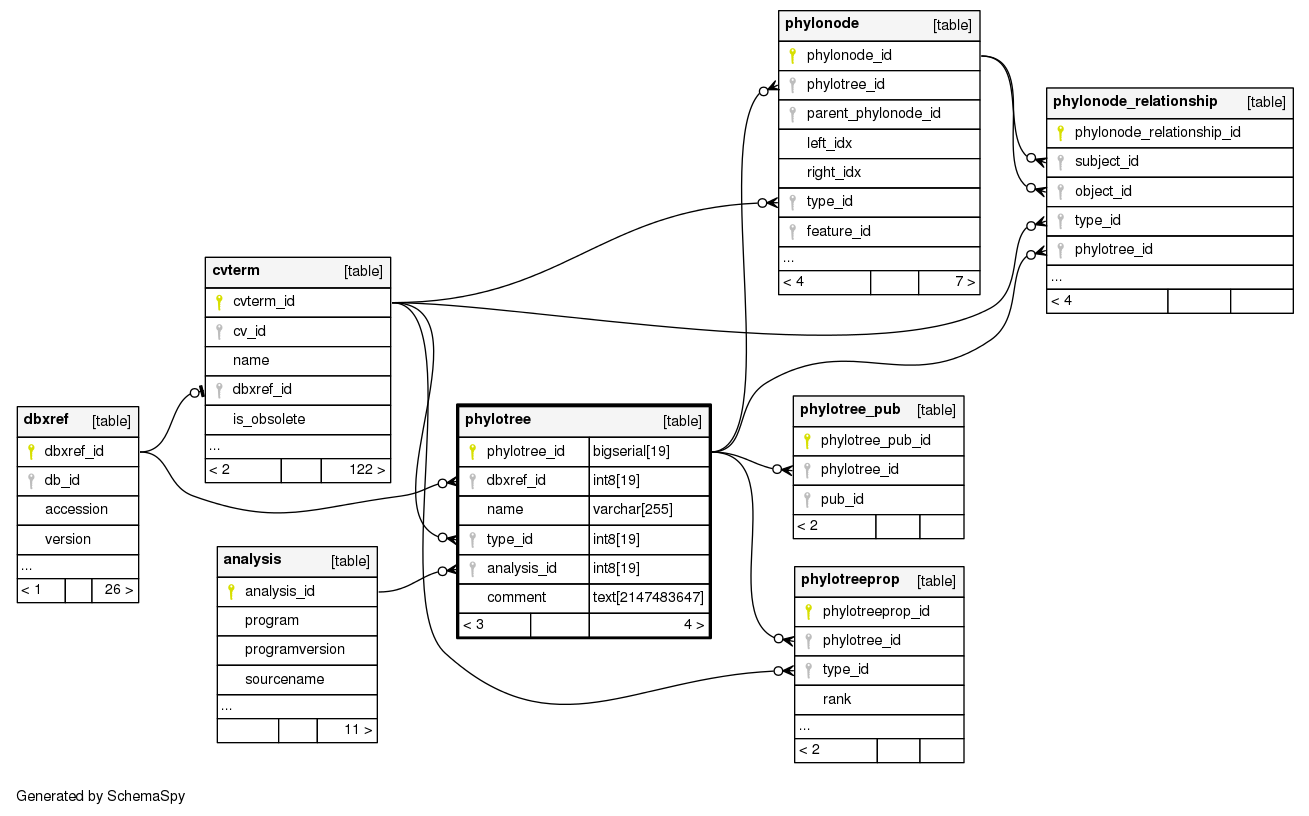 phylonode [table]
phylonode_id
phylotree_id
parent_phylonode_id
left_idx
right_idx
type_id
feature_id
...
< 4 7 >
phylonode_relationship [table]
phylonode_relationship_id
subject_id
object_id
type_id
phylotree_id
...
< 4
cvterm [table]
cvterm_id
cv_id
name
dbxref_id
is_obsolete
...
< 2 122 >
dbxref [table]
dbxref_id
db_id
accession
version
...
< 1 26 >
phylotree [table]
phylotree_id bigserial[19]
dbxref_id int8[19]
name varchar[255]
type_id int8[19]
analysis_id int8[19]
comment text[2147483647]
< 3 4 >
phylotree_pub [table]
phylotree_pub_id
phylotree_id
pub_id
< 2
analysis [table]
analysis_id
program
programversion
sourcename
...
11 >
phylotreeprop [table]
phylotreeprop_id
phylotree_id
type_id
rank
...
< 2
Generated by SchemaSpy